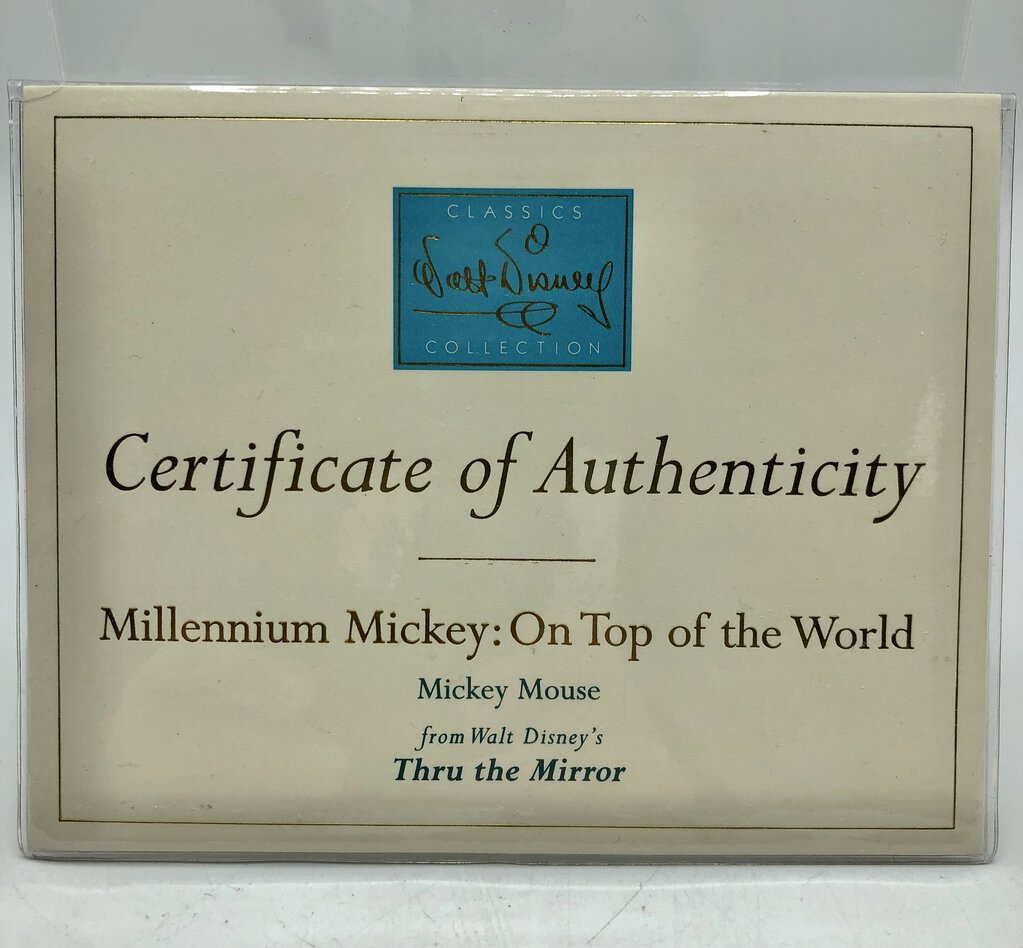 CLASSICS
Walt Disney
COLLECTION
Certificate of Authenticity
Millennium Mickey: On Top of the World
Mickey Mouse
from Walt Disney's
Thru the Mirror